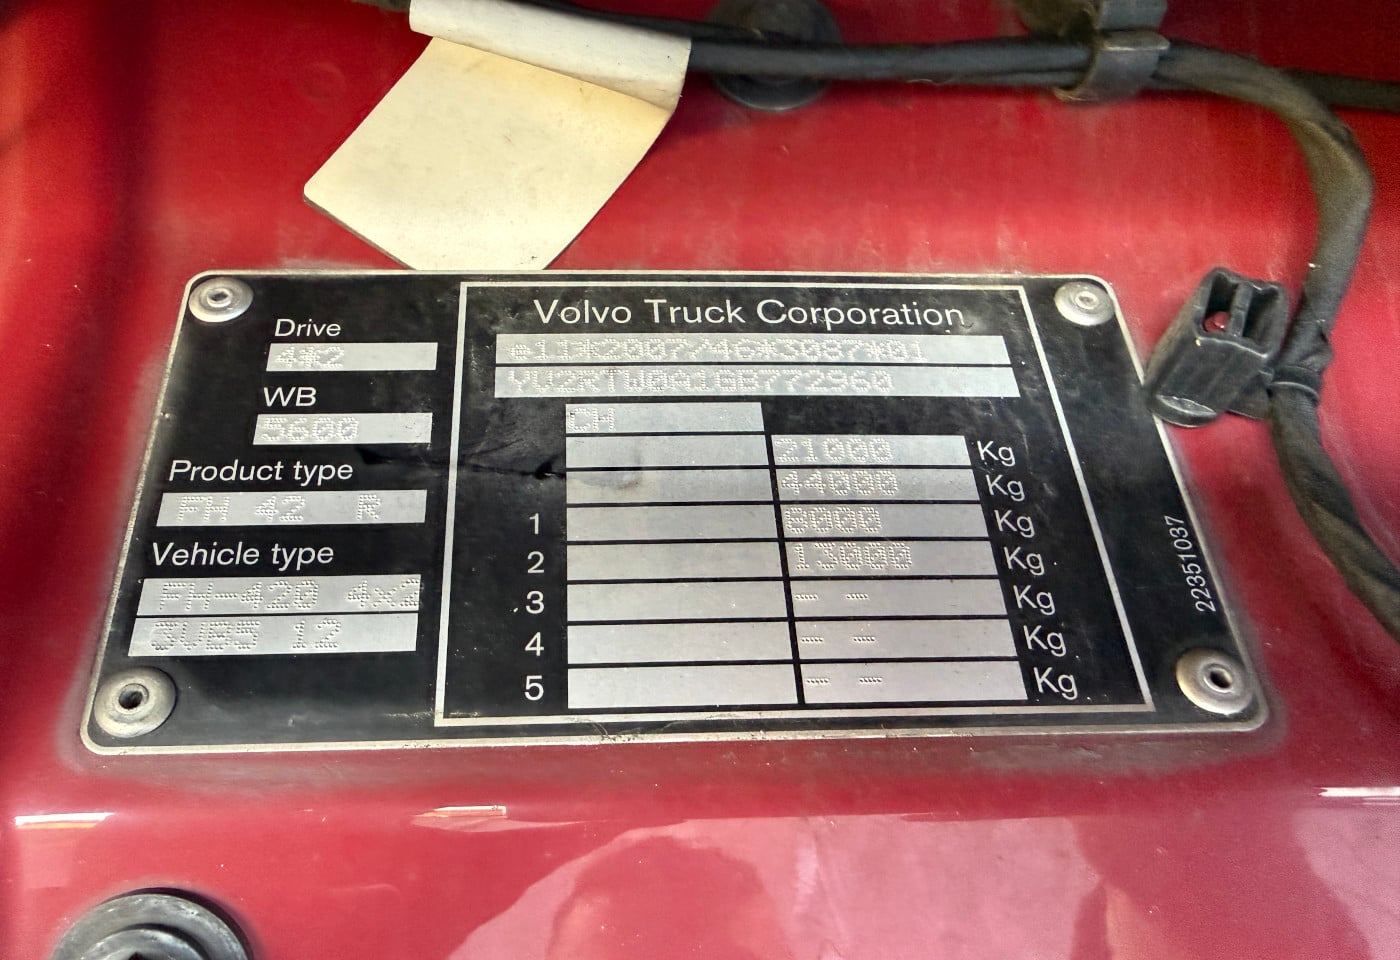 Volvo Truck Corporation
Drive
4*2
WB
5600
Product type
FH 42 R
Vehicle type
FH-420 4x2
3UB5 12
e11*2007/46*3087*01
YV2RTW0A1GB772960
CH
21000 Kg
44000 Kg
1 8000 Kg
2 13000 Kg
3 -- -- Kg
4 -- -- Kg
5 -- -- Kg
22351037